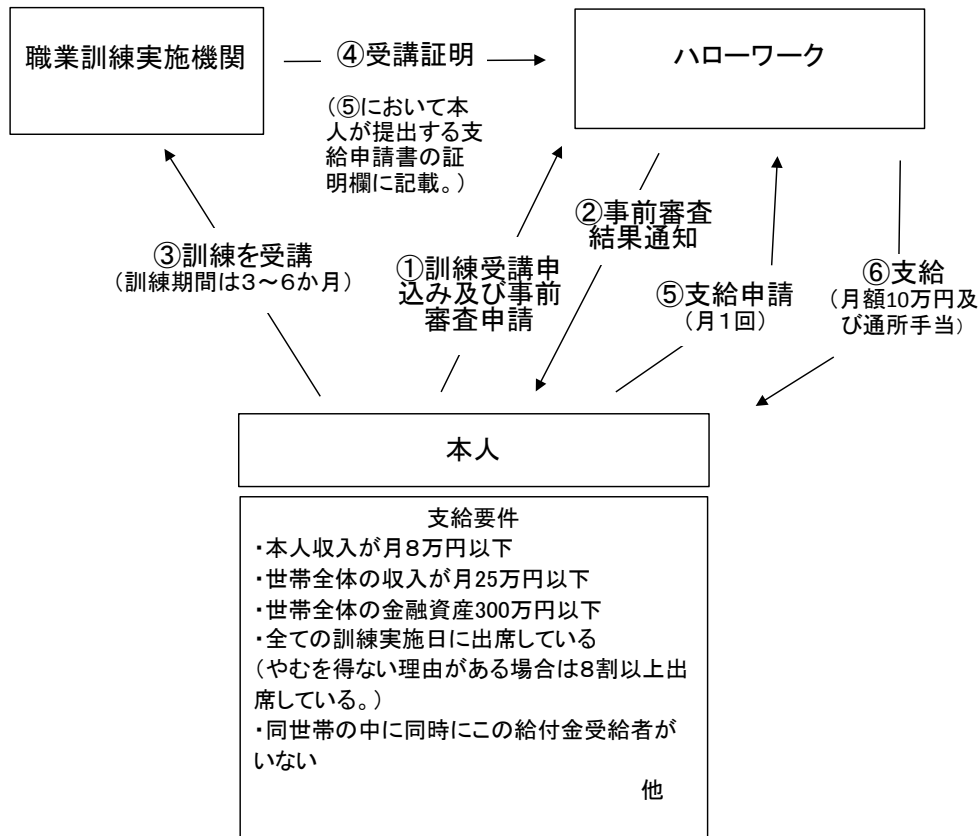 職業訓練実施機関
④受講証明
ハローワーク
(⑤において本
人が提出する支
給申請書の証
明欄に記載。)
③訓練を受講
(訓練期間は3~6か月)
①訓練受講申
込み及び事前
審査申請
②事前審査
結果通知
⑤支給申請
(月1回)
⑥支給
(月額10万円及
び通所手当)
本人
支給要件
・本人収入が月8万円以下
・世帯全体の収入が月25万円以下
・世帯全体の金融資産300万円以下
・全ての訓練実施日に出席している
(やむを得ない理由がある場合は8割以上出
席している。)
・同世帯の中に同時にこの給付金受給者が
いない
他